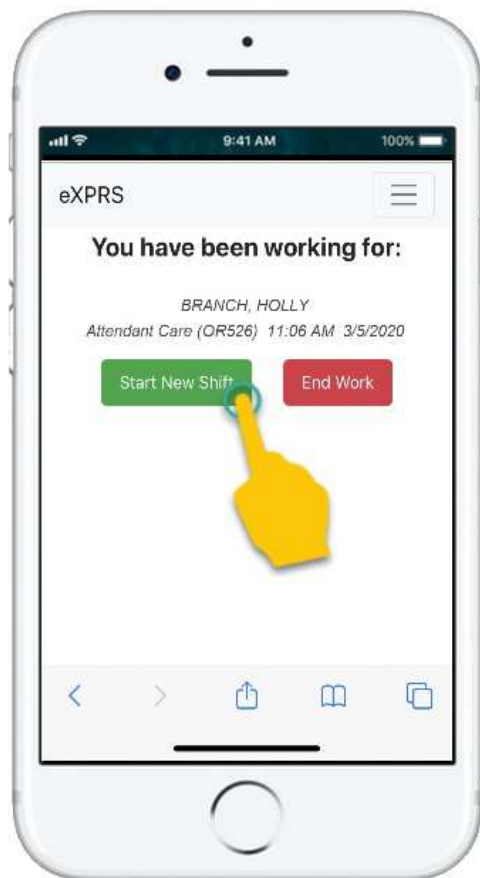 9:41 AM 100%
eXPRS
You have been working for:
BRANCH, HOLLY
Attendant Care (OR526) 11:06 AM 3/5/2020
Start New Shift End Work